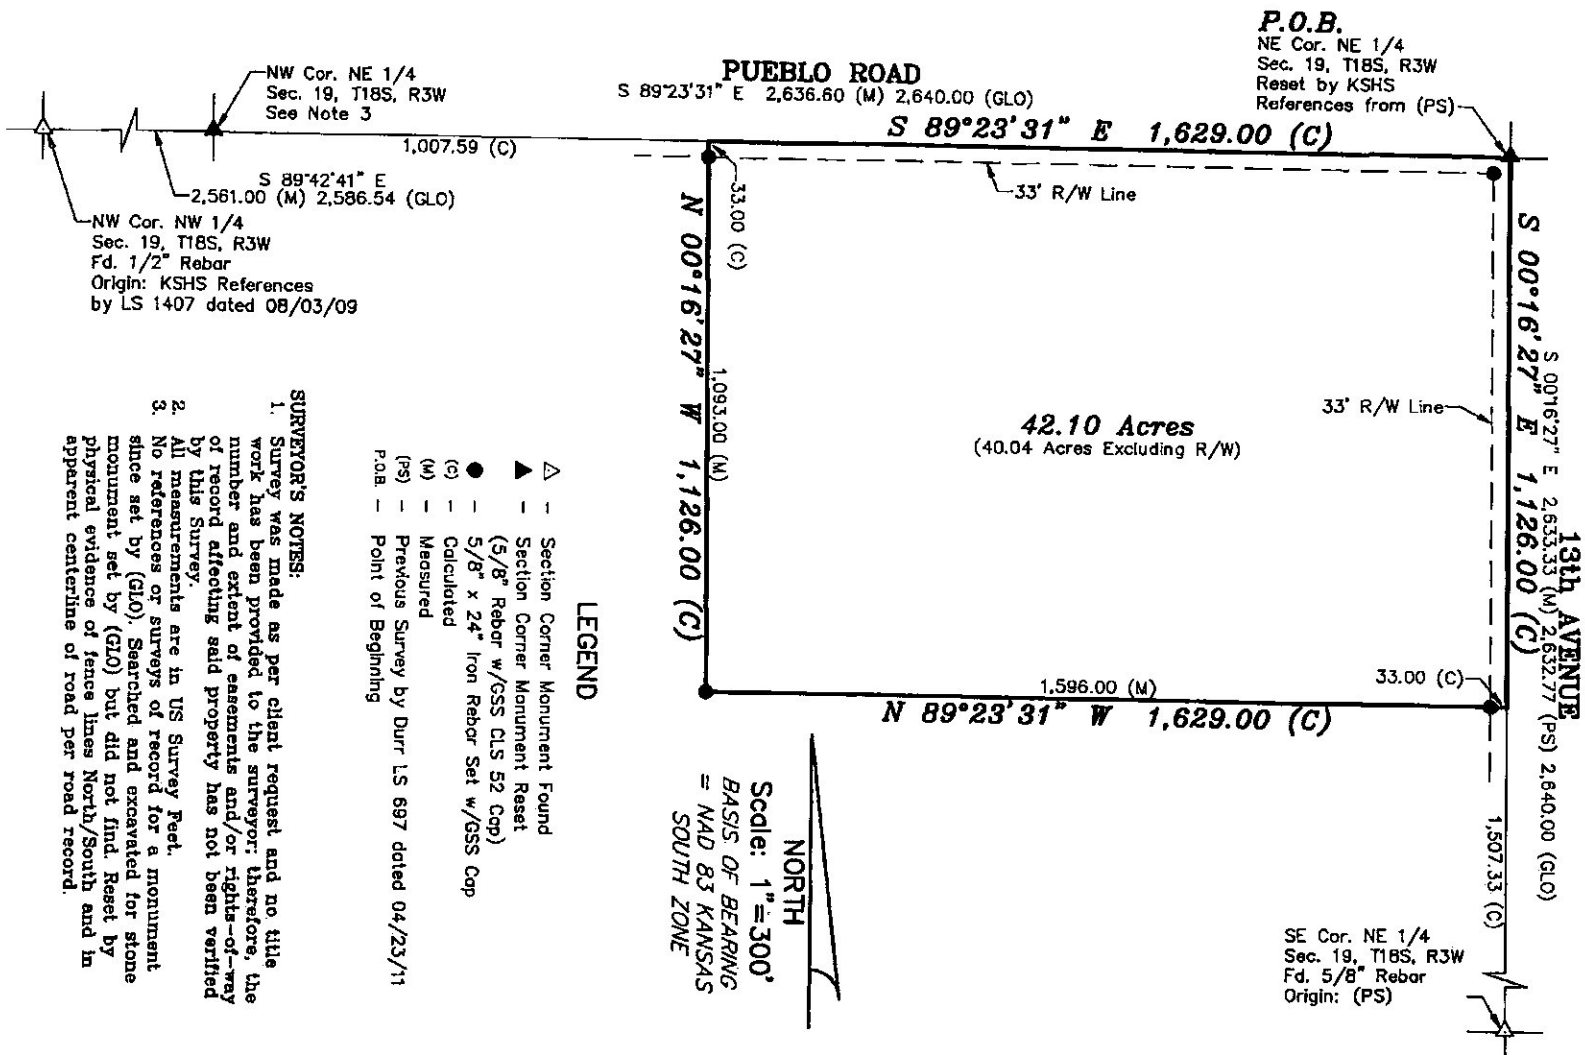 P.O.B.
NE Cor. NE 1/4
Sec. 19, T18S, R3W
Reset by KSHS
References from (PS)
PUEBLO ROAD
S 89°23'31" E 2,636.60 (M) 2,640.00 (GLO)
S 89°23'31" E 1,629.00 (C)
NW Cor. NE 1/4
Sec. 19, T18S, R3W
See Note 3
1,007.59 (C)
S 89°42'41" E
2,561.00 (M) 2,586.54 (GLO)
NW Cor. NW 1/4
Sec. 19, T18S, R3W
Fd. 1/2" Rebar
Origin: KSHS References
by LS 1407 dated 08/03/09
33' R/W Line
33.00 (C)
N 00°16'27" W 1,126.00 (C)
1,093.00 (M)
42.10 Acres
(40.04 Acres Excluding R/W)
33' R/W Line
S 00°16'27" E 1,126.00 (C)
S 00°16'27" E 2,633.33 (M) 2,632.77 (PS) 2,640.00 (GLO)
13th AVENUE
33.00 (C)
1,596.00 (M)
N 89°23'31" W 1,629.00 (C)
1,507.33 (C)
SE Cor. NE 1/4
Sec. 19, T18S, R3W
Fd. 5/8" Rebar
Origin: (PS)
NORTH
Scale: 1"=300'
BASIS OF BEARING
= NAD 83 KANSAS
SOUTH ZONE
LEGEND
△ - Section Corner Monument Found
▲ - Section Corner Monument Reset
(5/8" Rebar w/GSS CLS 52 Cap)
● - 5/8" x 24" Iron Rebar Set w/GSS Cap
(C) - Calculated
(M) - Measured
(PS) - Previous Survey by Durr LS 697 dated 04/23/11
P.O.B. - Point of Beginning
SURVEYOR'S NOTES:
1. Survey was made as per client request and no title
work has been provided to the surveyor; therefore, the
number and extent of easements and/or rights-of-way
of record affecting said property has not been verified
by this Survey.
2. All measurements are in US Survey Feet.
3. No references or surveys of record for a monument
since set by (GLO). Searched and excavated for stone
monument set by (GLO) but did not find. Reset by
physical evidence of fence lines North/South and in
apparent centerline of road per road record.